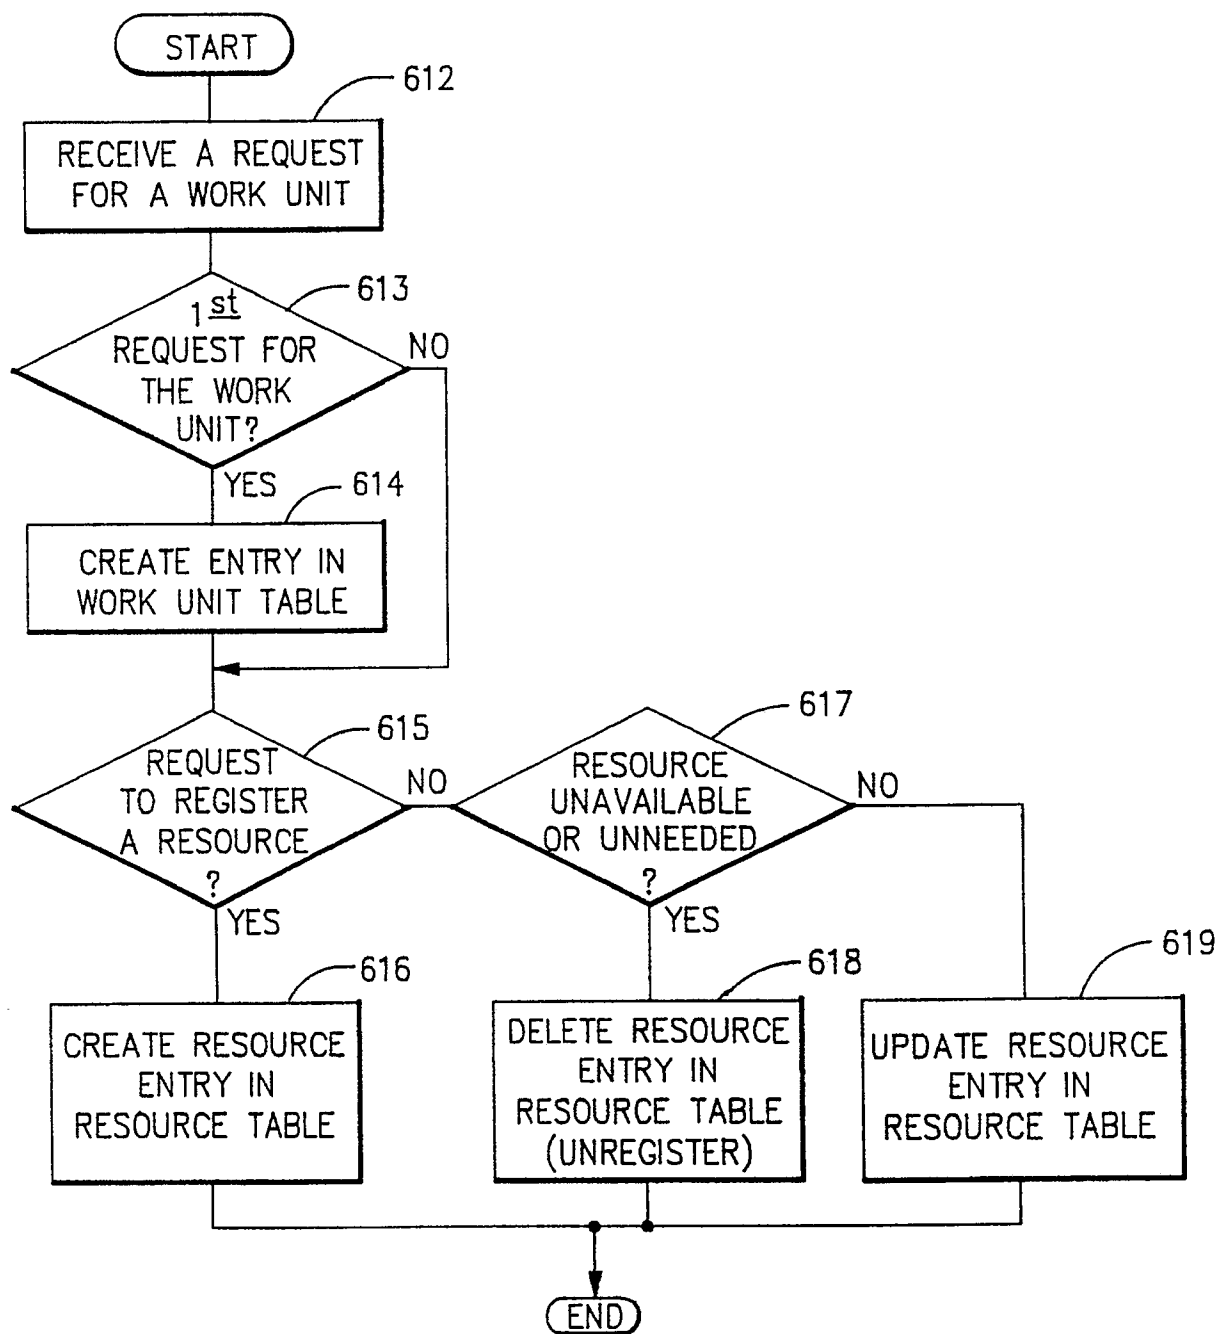 START
612
RECEIVE A REQUEST
FOR A WORK UNIT
613
1st
REQUEST FOR
THE WORK
UNIT?
NO
YES
614
CREATE ENTRY IN
WORK UNIT TABLE
615
REQUEST
TO REGISTER
A RESOURCE
?
NO
YES
617
RESOURCE
UNAVAILABLE
OR UNNEEDED
?
NO
YES
616
CREATE RESOURCE
ENTRY IN
RESOURCE TABLE
618
DELETE RESOURCE
ENTRY IN
RESOURCE TABLE
(UNREGISTER)
619
UPDATE RESOURCE
ENTRY IN
RESOURCE TABLE
END